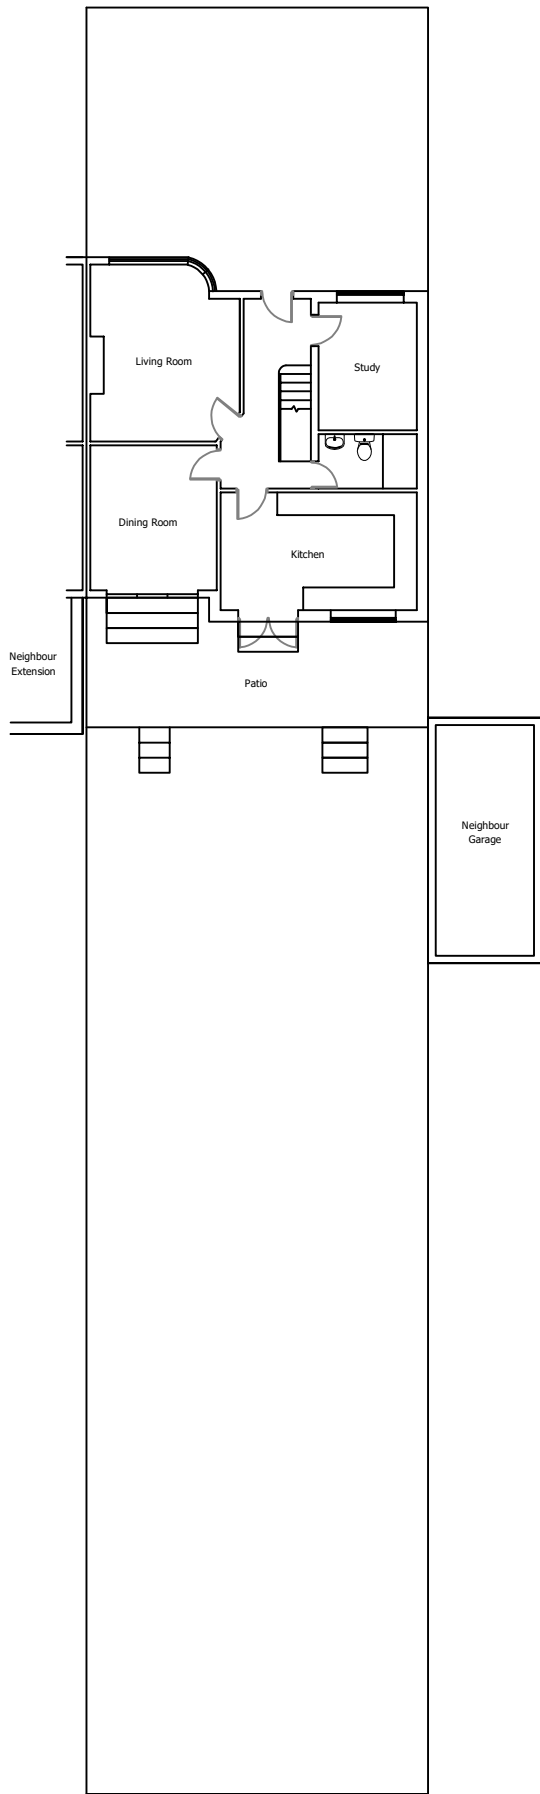 Living Room
Study
Dining Room
Kitchen
Neighbour
Extension
Patio
Neighbour
Garage